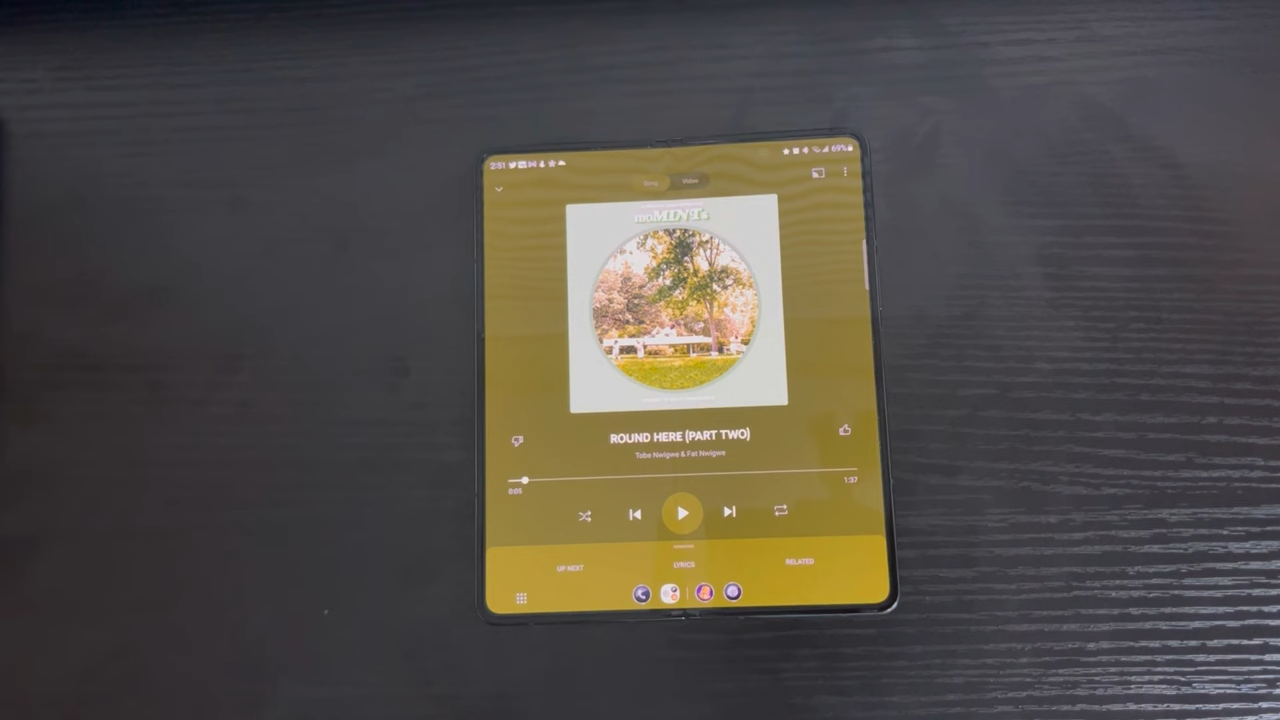 2:51
69%
Song Video
moMINTs
ROUND HERE (PART TWO)
Tobe Nwigwe & Fat Nwigwe
0:05 1:37
UP NEXT LYRICS RELATED